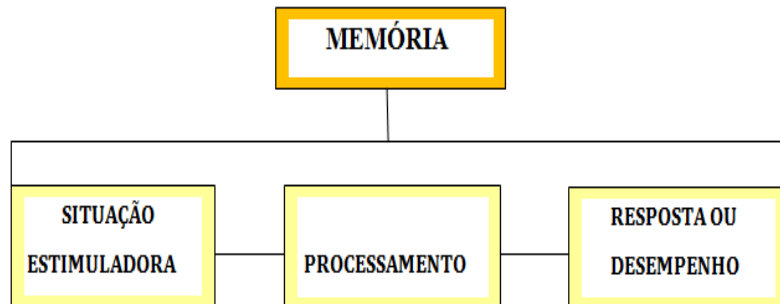 MEMÓRIA
SITUAÇÃO
ESTIMULADORA
PROCESSAMENTO
RESPOSTA OU
DESEMPENHO